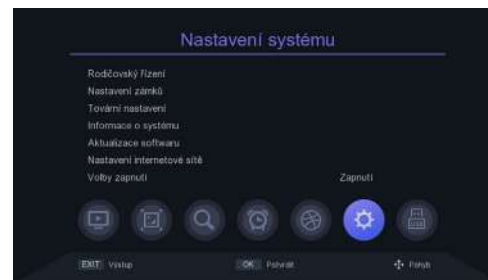 Nastavení systému
Rodičovský řízení
Nastavení zámků
Tovární nastavení
Informace o systému
Aktualizace softwaru
Nastavení internetové sítě
Volby zapnutí Zapnutí
USB
EXIT Výstup OK Potvrdit Pohyb